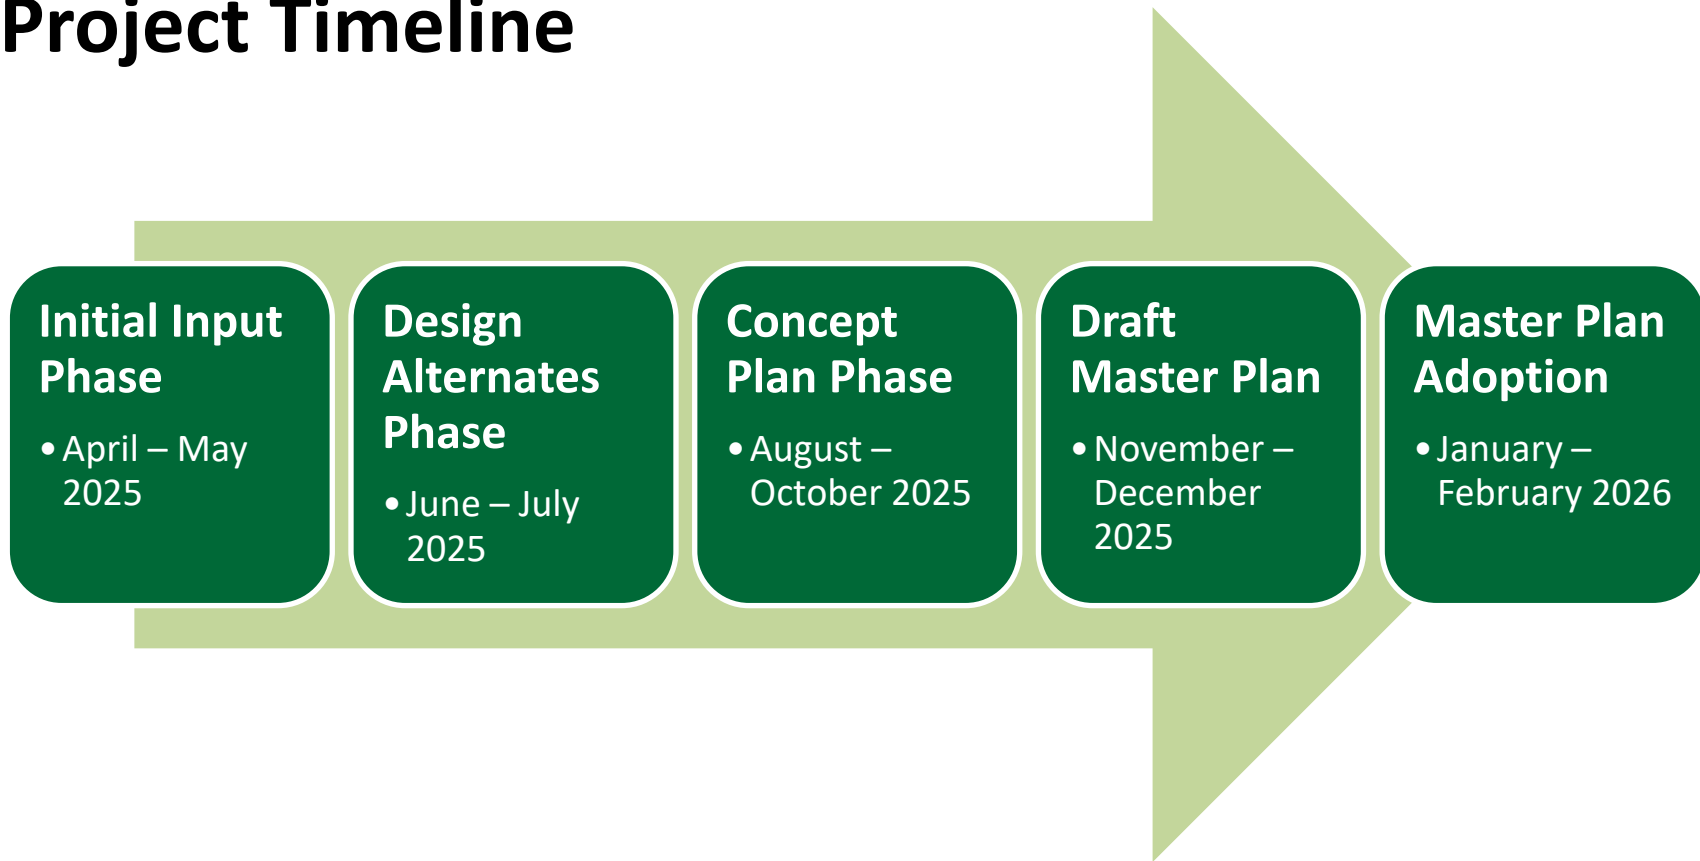 Project Timeline
Initial Input
Phase
• April – May
2025
Design
Alternates
Phase
• June – July
2025
Concept
Plan Phase
• August –
October 2025
Draft
Master Plan
• November –
December
2025
Master Plan
Adoption
• January –
February 2026